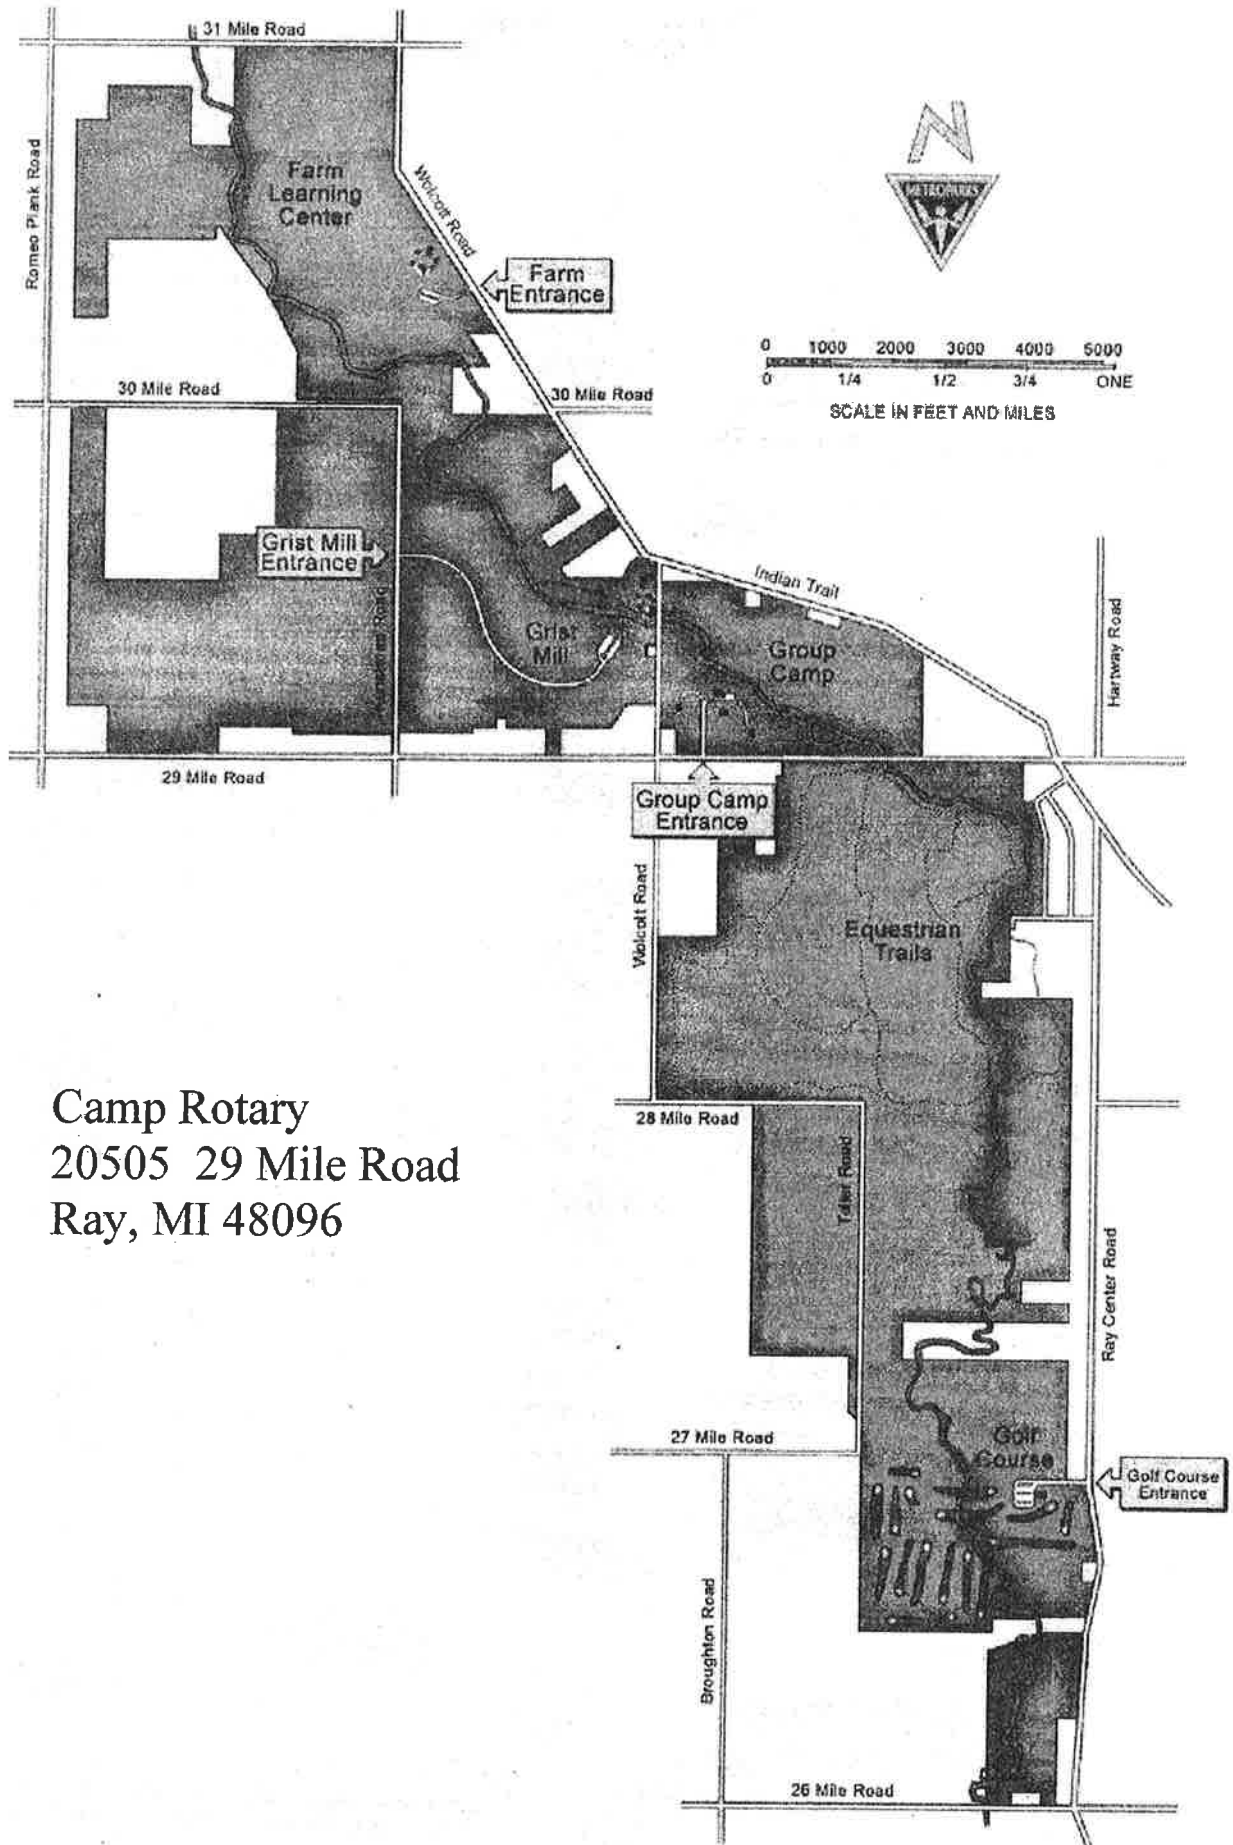 31 Mile Road
Romeo Plank Road
Farm
Learning
Center
Wolcott Road
Farm
Entrance
N
METROPARKS
0 1000 2000 3000 4000 5000
0 1/4 1/2 3/4 ONE
SCALE IN FEET AND MILES
30 Mile Road
30 Mile Road
Grist Mill
Entrance
Indian Trail
Hartway Road
Grist
Mill
Group
Camp
29 Mile Road
Group Camp
Entrance
Wolcott Road
Equestrian
Trails
Camp Rotary
20505 29 Mile Road
Ray, MI 48096
28 Mile Road
Ray Center Road
27 Mile Road
Golf
Course
Golf Course
Entrance
Broughton Road
26 Mile Road